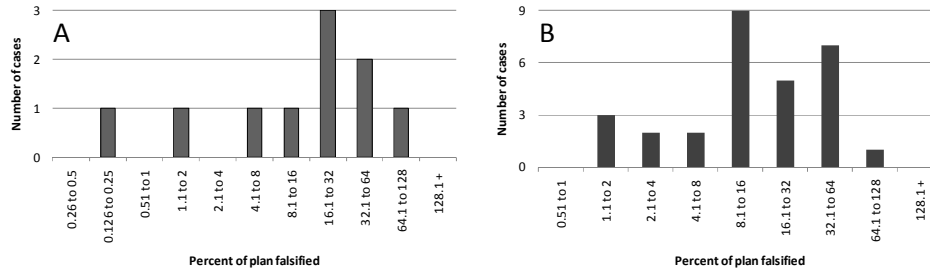 A
Number of cases
3
2
1
0
0.26 to 0.5
0.126 to 0.25
0.51 to 1
1.1 to 2
2.1 to 4
4.1 to 8
8.1 to 16
16.1 to 32
32.1 to 64
64.1 to 128
128.1 +
Percent of plan falsified
B
Number of cases
9
6
3
0
0.51 to 1
1.1 to 2
2.1 to 4
4.1 to 8
8.1 to 16
16.1 to 32
32.1 to 64
64.1 to 128
128.1 +
Percent of plan falsified